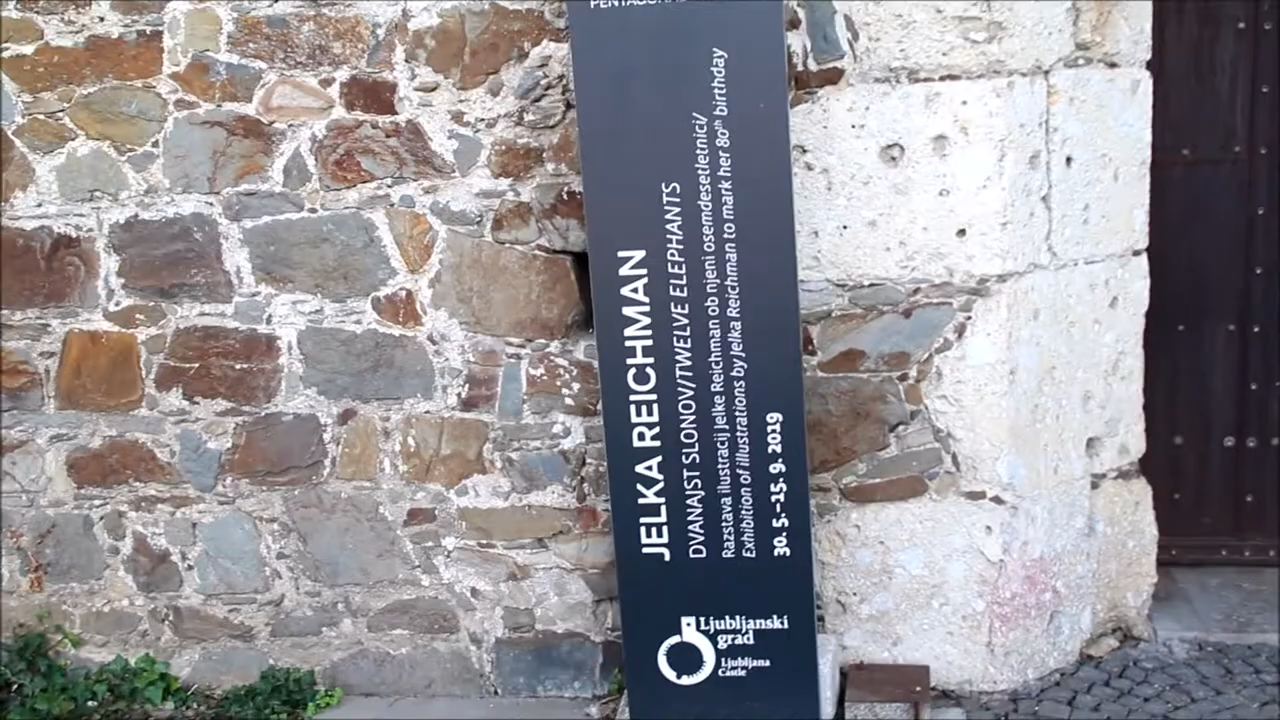 JELKA REICHMAN
DVANAJST SLONOV/TWELVE ELEPHANTS
Razstava ilustracij Jelke Reichman ob njeni osemdesetletnici/
Exhibition of illustrations by Jelka Reichman to mark her 80th birthday
30. 5.–15. 9. 2019
Ljubljanski
grad
Ljubljana
Castle